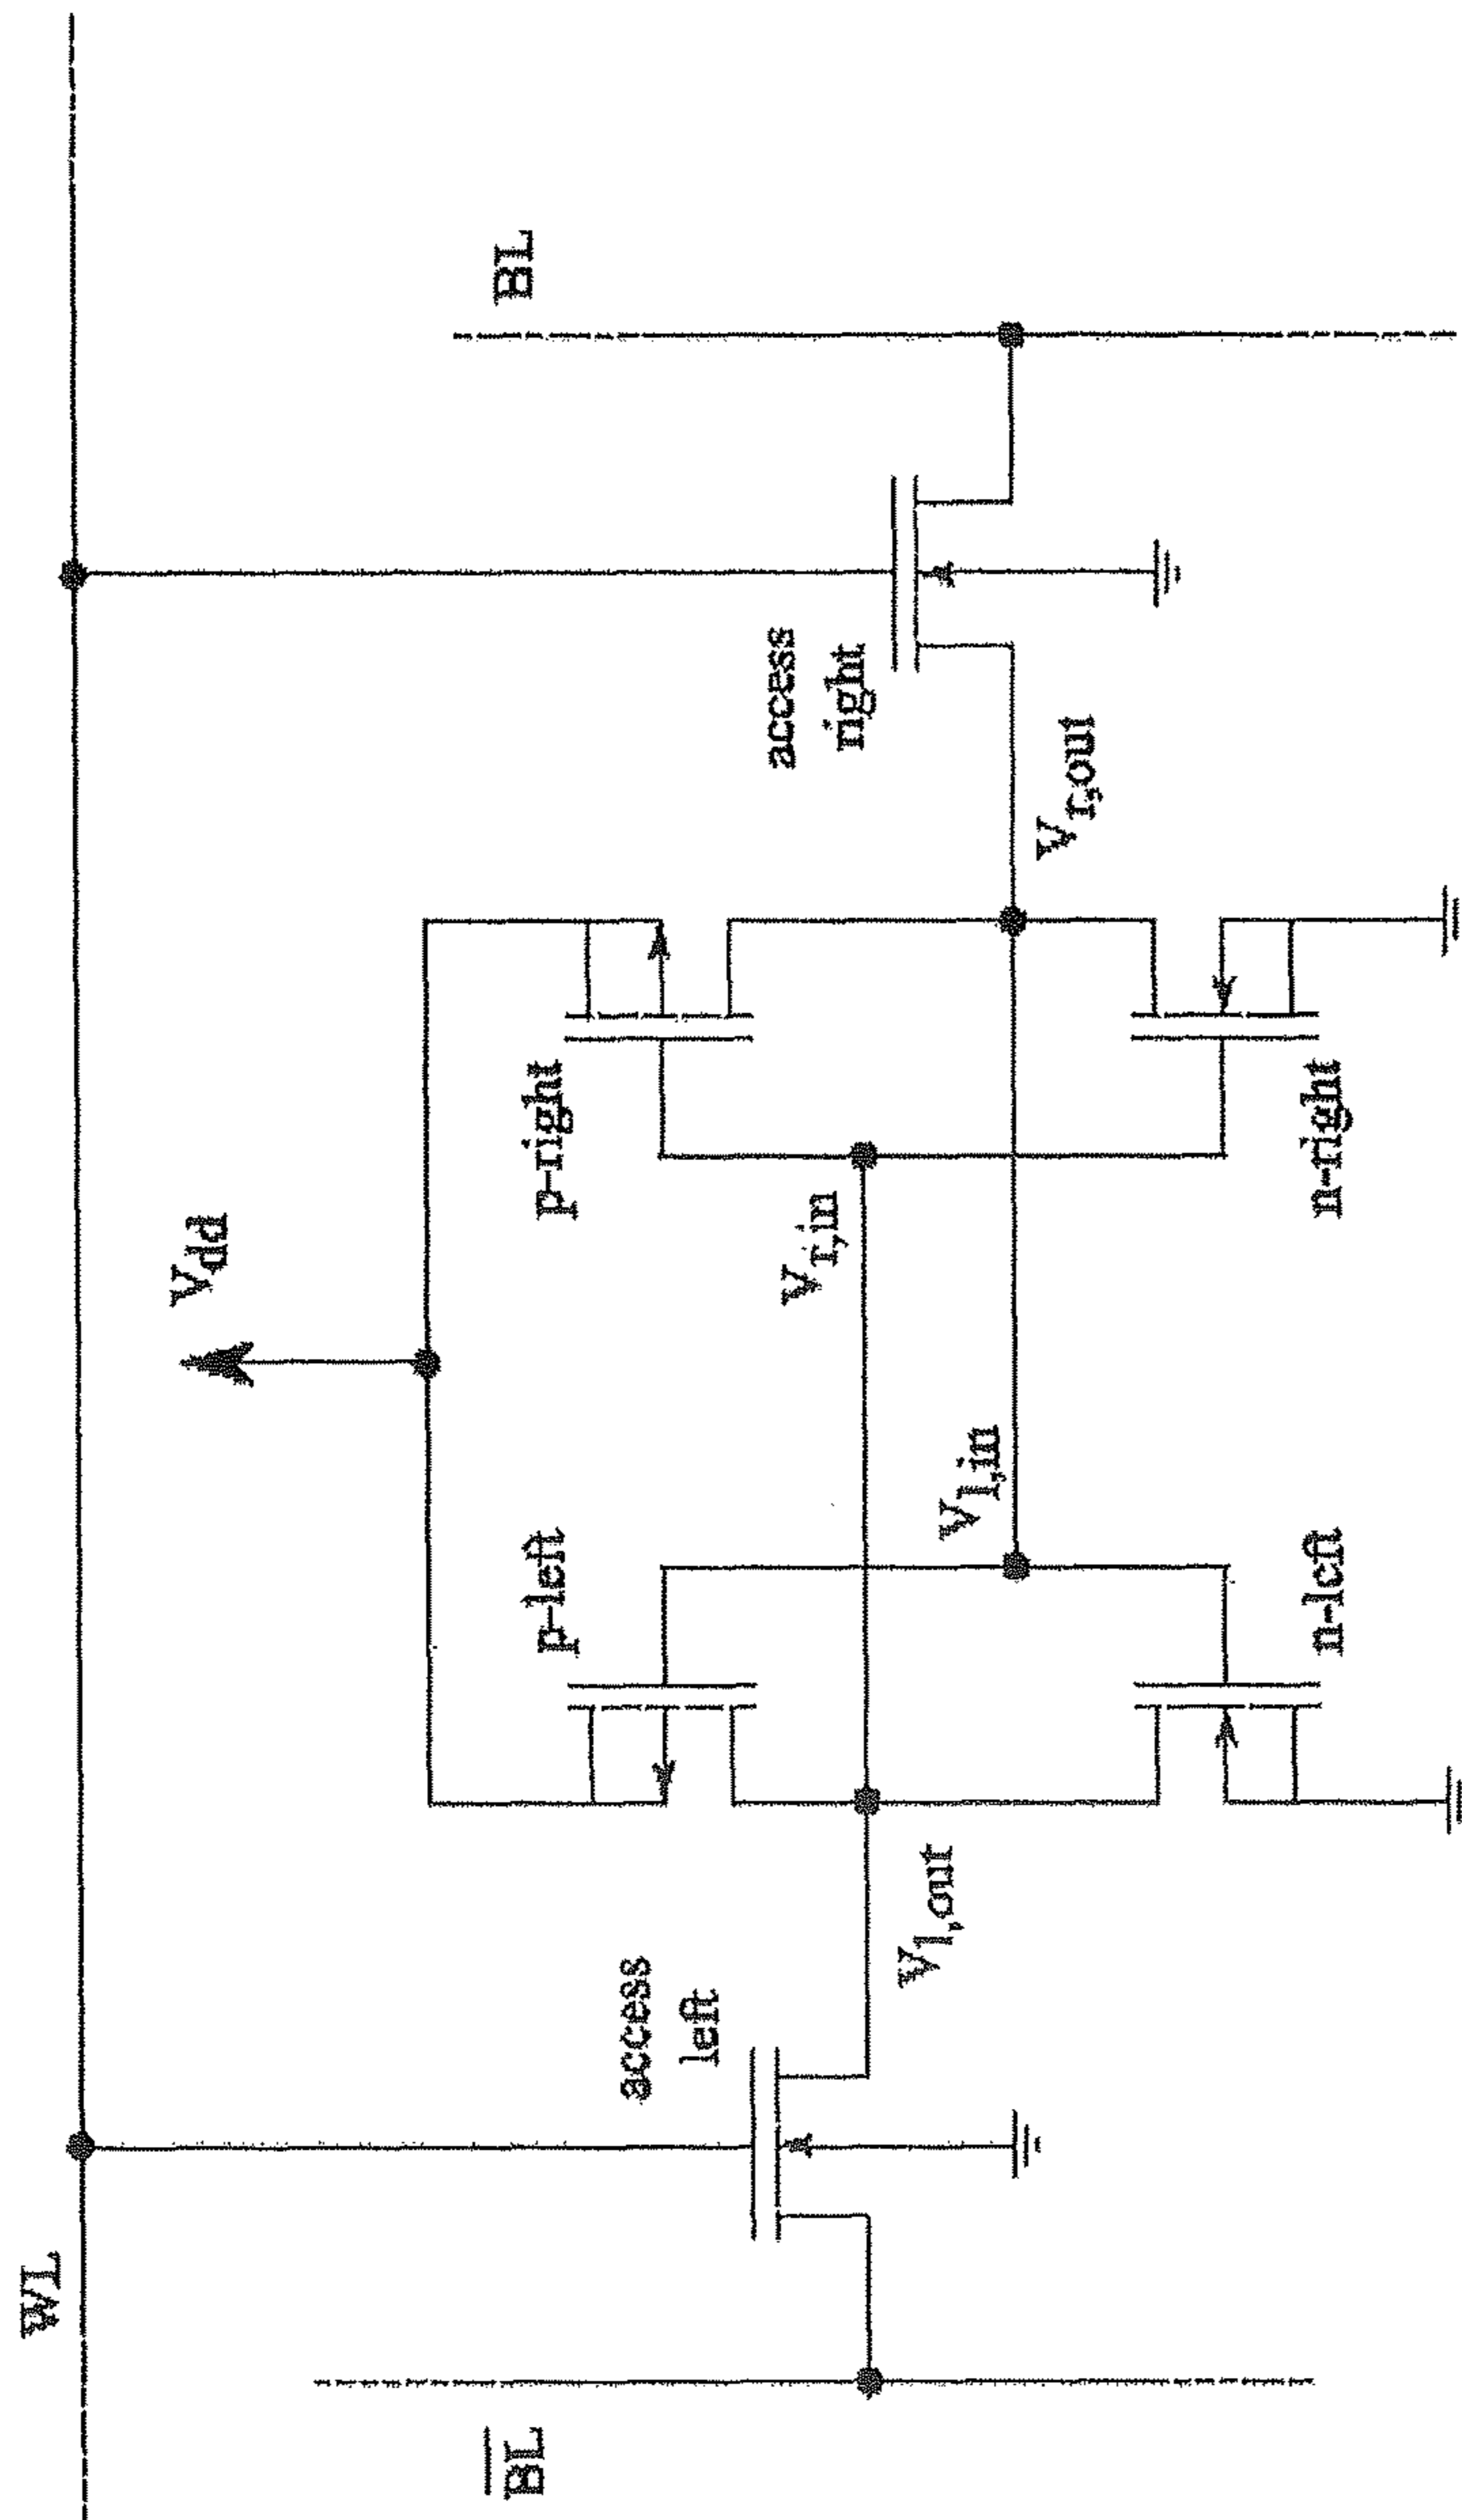 WL
V_dd
BL
BL
access
left
access
right
p-left
p-right
V_r,in
V_l,in
V_l,out
V_r,out
n-left
n-right